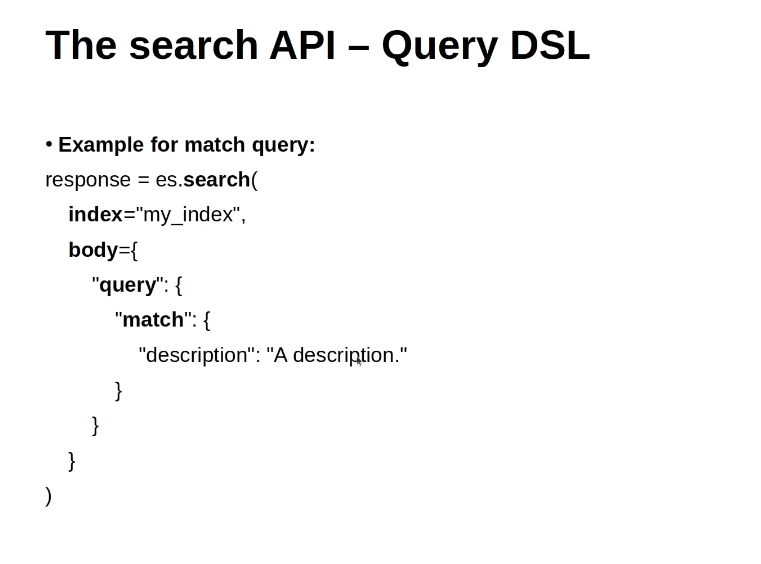 The search API – Query DSL
• Example for match query:
response = es.search(
    index="my_index",
    body={
        "query": {
            "match": {
                "description": "A description."
            }
        }
    }
)